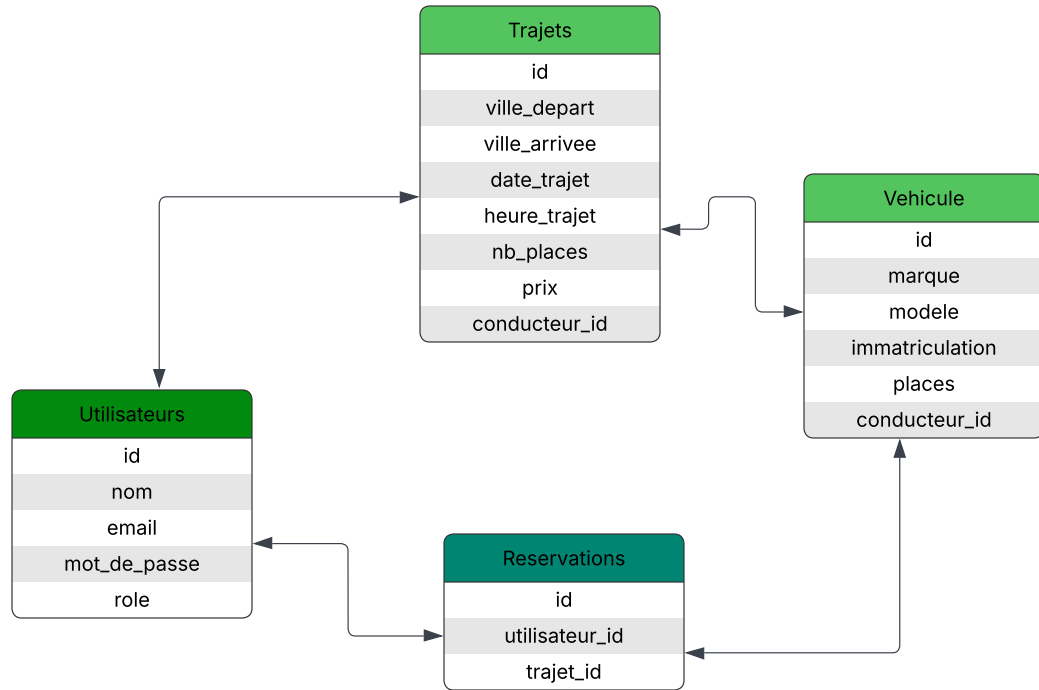 Trajets
id
ville_depart
ville_arrivee
date_trajet
heure_trajet
nb_places
prix
conducteur_id
Vehicule
id
marque
modele
immatriculation
places
conducteur_id
Utilisateurs
id
nom
email
mot_de_passe
role
Reservations
id
utilisateur_id
trajet_id